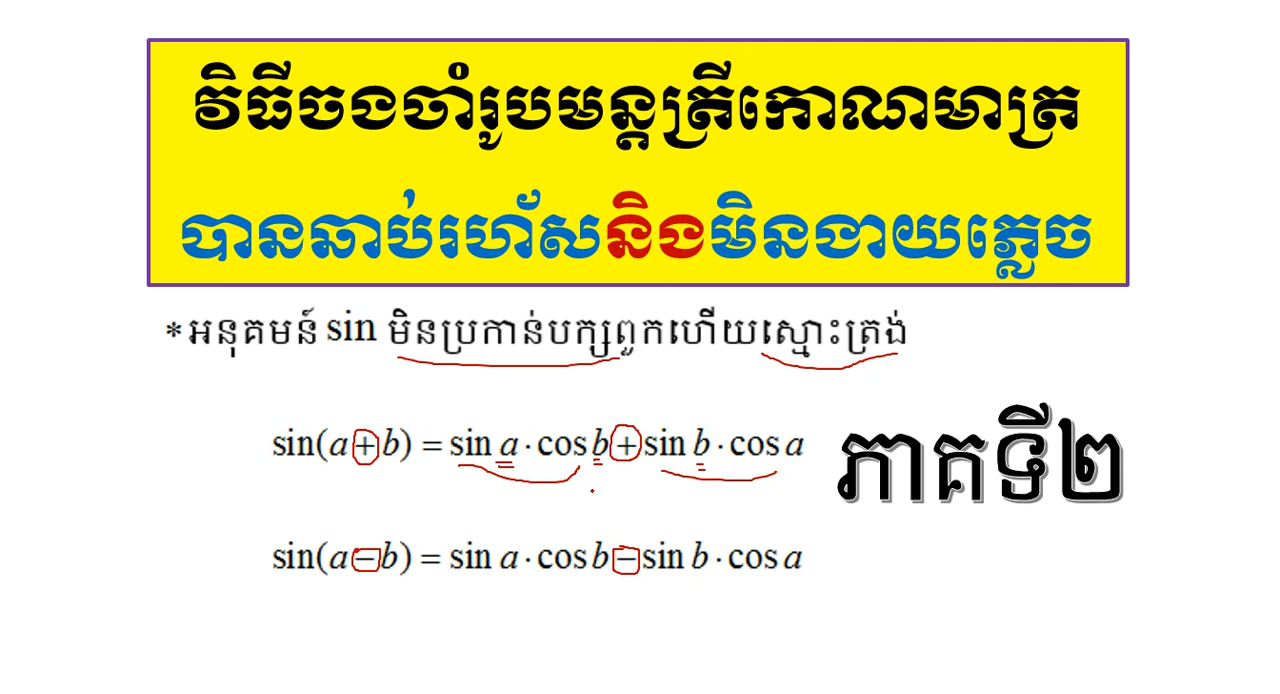 វិធីចងចាំរូបមន្តត្រីកោណមាត្រ
បានឆាប់រហ័សនិងមិនងាយភ្លេច
*អនុគមន៍ sin មិនប្រកាន់បក្សពួកហើយស្មោះត្រង់
sin(a+b) = sin a · cos b + sin b · cos a
ភាគទី២
sin(a−b) = sin a · cos b − sin b · cos a